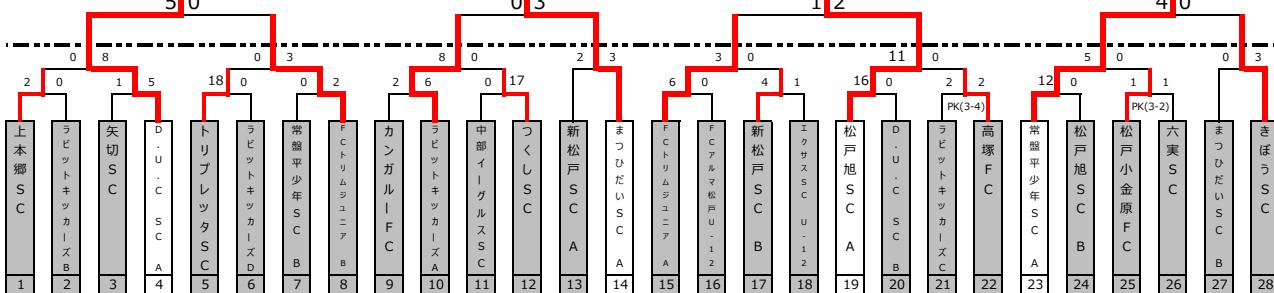 5 0 0 3 1 2 4 0
0 8 0 3 8 0 2 3 3 0 11 0 5 0 0 3
2 0 1 5 18 0 0 2 2 6 0 17 6 0 4 1 16 0 2 2 12 0 1 1
PK(3-4) PK(3-2)
上本郷SC
ラビットキッカーズB
矢切SC
D.U.C SC A
トリプレッタSC
ラビットキッカーズD
常盤平少年SC B
FCトリムジュニア B
カンガルーFC
ラビットキッカーズA
中部イーグルスSC
つくしSC
新松戸SC A
まつひだいSC A
FCトリムジュニア A
FCアルマ松戸U-12
新松戸SC B
エクサスSC U-12
松戸旭SC A
D.U.C SC B
ラビットキッカーズC
高塚FC
常盤平少年SC A
松戸旭SC B
松戸小金原FC
六実SC
まつひだいSC B
きぼうSC
1 2 3 4 5 6 7 8 9 10 11 12 13 14 15 16 17 18 19 20 21 22 23 24 25 26 27 28